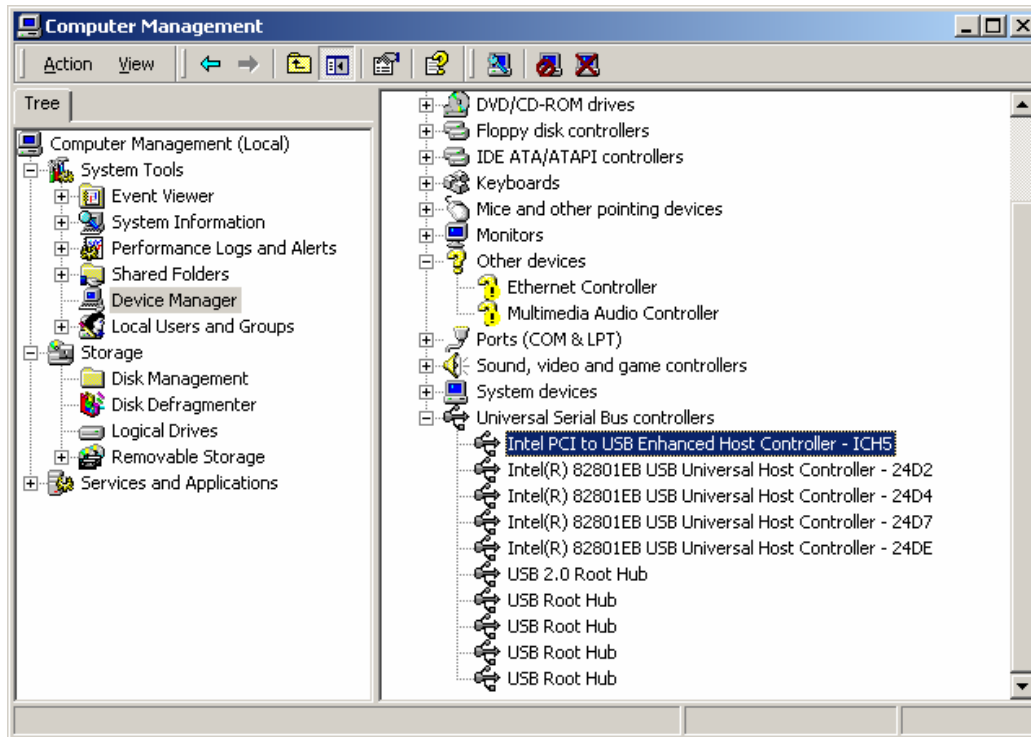 Computer Management
Action View
Tree
Computer Management (Local)
System Tools
Event Viewer
System Information
Performance Logs and Alerts
Shared Folders
Device Manager
Local Users and Groups
Storage
Disk Management
Disk Defragmenter
Logical Drives
Removable Storage
Services and Applications
DVD/CD-ROM drives
Floppy disk controllers
IDE ATA/ATAPI controllers
Keyboards
Mice and other pointing devices
Monitors
Other devices
Ethernet Controller
Multimedia Audio Controller
Ports (COM & LPT)
Sound, video and game controllers
System devices
Universal Serial Bus controllers
Intel PCI to USB Enhanced Host Controller - ICH5
Intel(R) 82801EB USB Universal Host Controller - 24D2
Intel(R) 82801EB USB Universal Host Controller - 24D4
Intel(R) 82801EB USB Universal Host Controller - 24D7
Intel(R) 82801EB USB Universal Host Controller - 24DE
USB 2.0 Root Hub
USB Root Hub
USB Root Hub
USB Root Hub
USB Root Hub